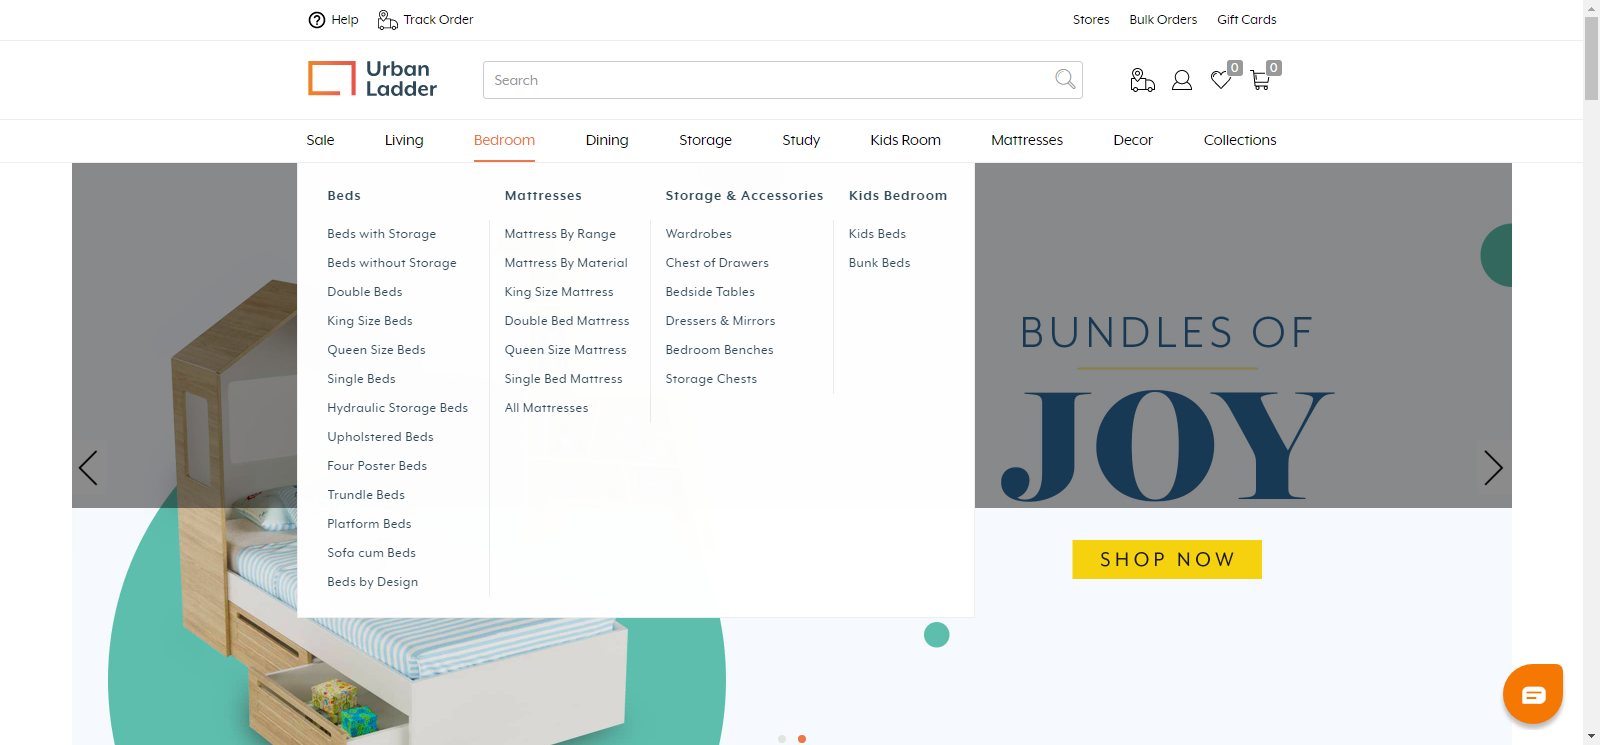 Help
Track Order
Stores
Bulk Orders
Gift Cards
Urban
Ladder
Search
0
0
Sale
Living
Bedroom
Dining
Storage
Study
Kids Room
Mattresses
Decor
Collections
Beds
Beds with Storage
Beds without Storage
Double Beds
King Size Beds
Queen Size Beds
Single Beds
Hydraulic Storage Beds
Upholstered Beds
Four Poster Beds
Trundle Beds
Platform Beds
Sofa cum Beds
Beds by Design
Mattresses
Mattress By Range
Mattress By Material
King Size Mattress
Double Bed Mattress
Queen Size Mattress
Single Bed Mattress
All Mattresses
Storage & Accessories
Wardrobes
Chest of Drawers
Bedside Tables
Dressers & Mirrors
Bedroom Benches
Storage Chests
Kids Bedroom
Kids Beds
Bunk Beds
BUNDLES OF
JOY
SHOP NOW